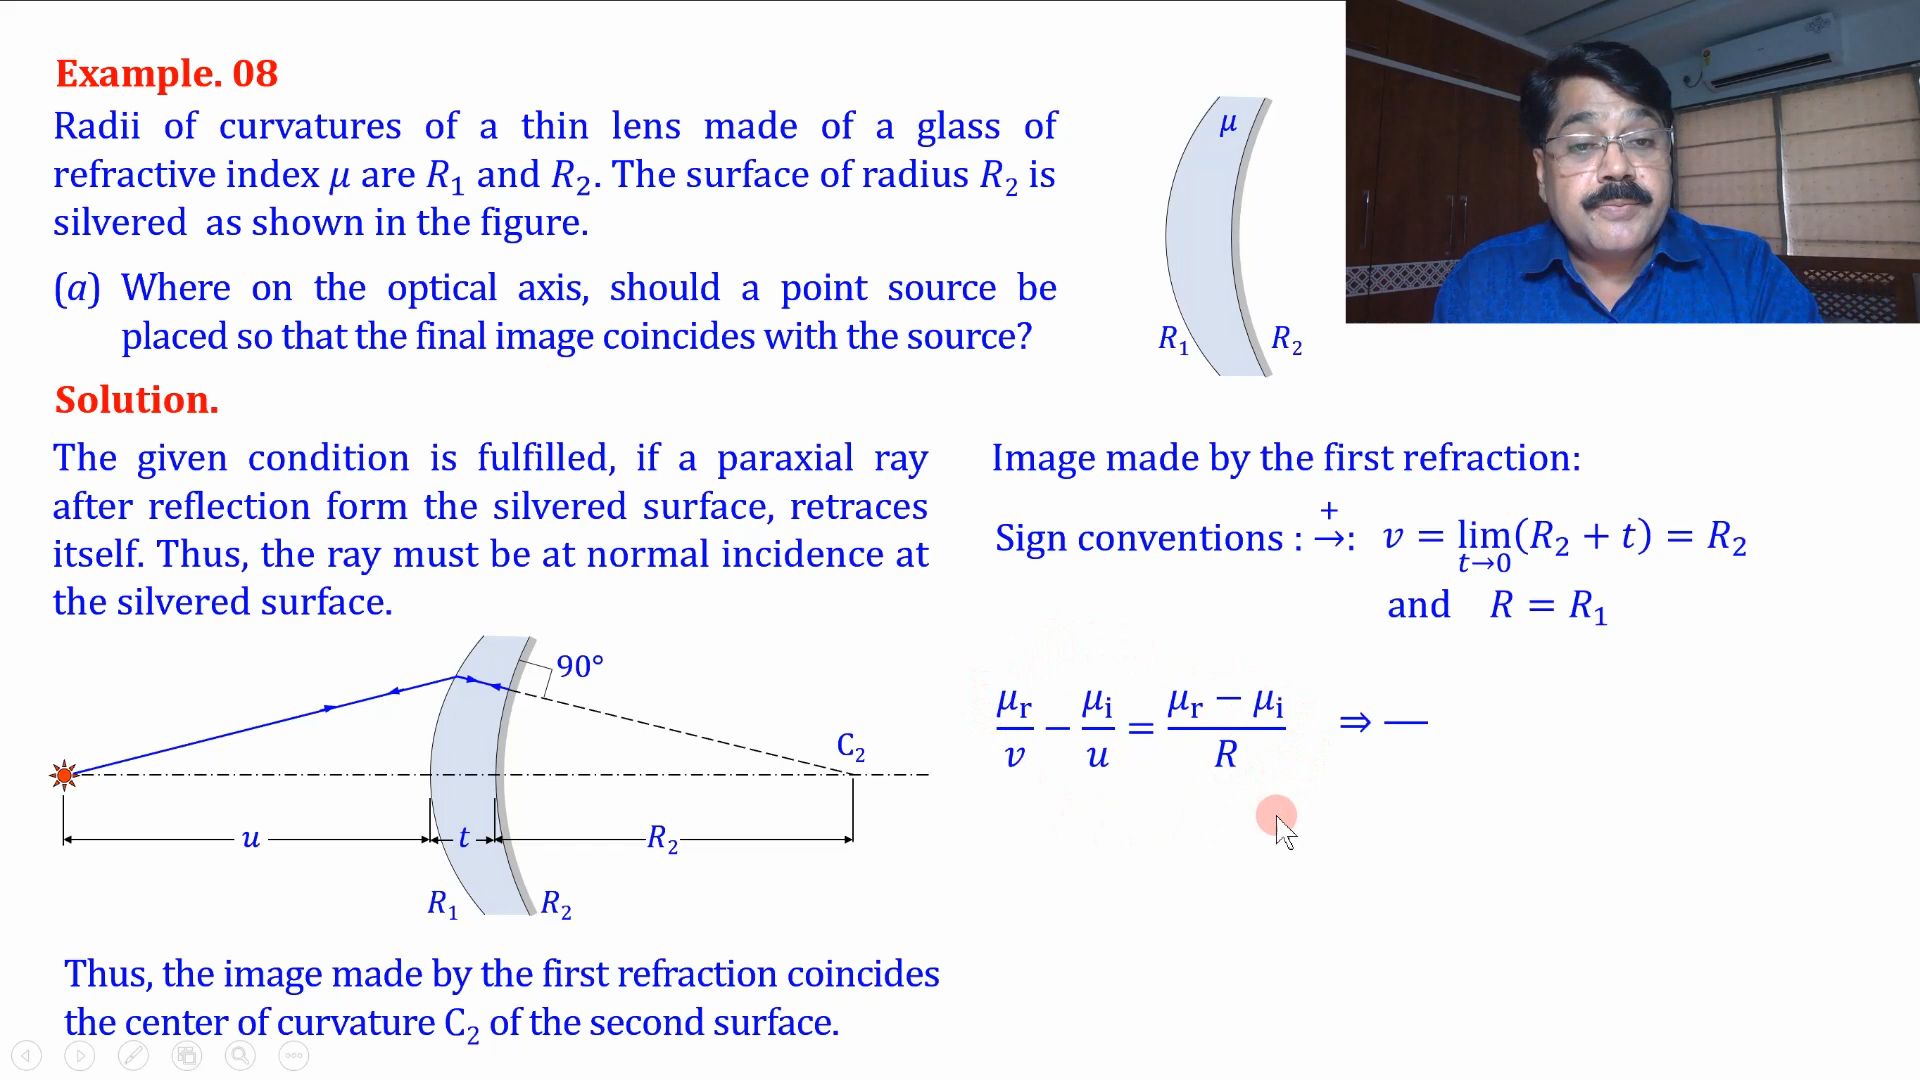 Example. 08
Radii of curvatures of a thin lens made of a glass of
refractive index μ are R₁ and R₂. The surface of radius R₂ is
silvered as shown in the figure.
(a) Where on the optical axis, should a point source be
placed so that the final image coincides with the source?
μ
R₁
R₂
Solution.
The given condition is fulfilled, if a paraxial ray
after reflection form the silvered surface, retraces
itself. Thus, the ray must be at normal incidence at
the silvered surface.
90°
C₂
u
t
R₂
R₁
R₂
Thus, the image made by the first refraction coincides
the center of curvature C₂ of the second surface.
Image made by the first refraction:
Sign conventions : →⁺: v = lim_{t→0}(R₂ + t) = R₂
and R = R₁
μᵣ/v − μᵢ/u = (μᵣ − μᵢ)/R ⇒ —